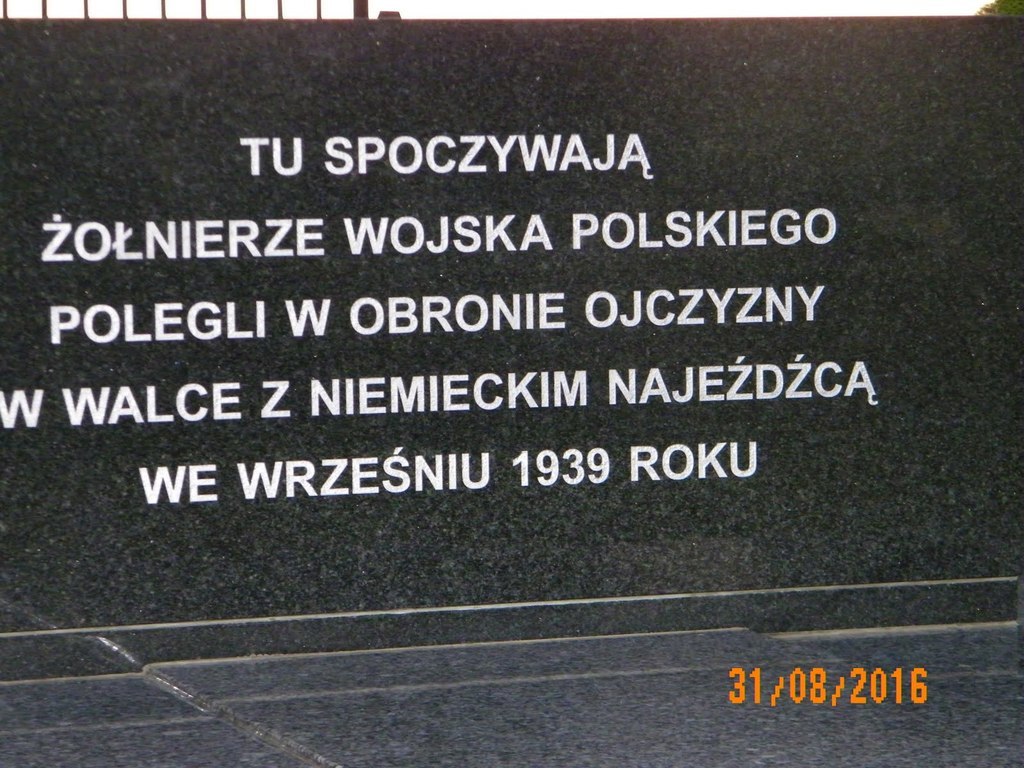 TU SPOCZYWAJĄ
ŻOŁNIERZE WOJSKA POLSKIEGO
POLEGLI W OBRONIE OJCZYZNY
W WALCE Z NIEMIECKIM NAJEŹDŹCĄ
WE WRZEŚNIU 1939 ROKU
31/08/2016